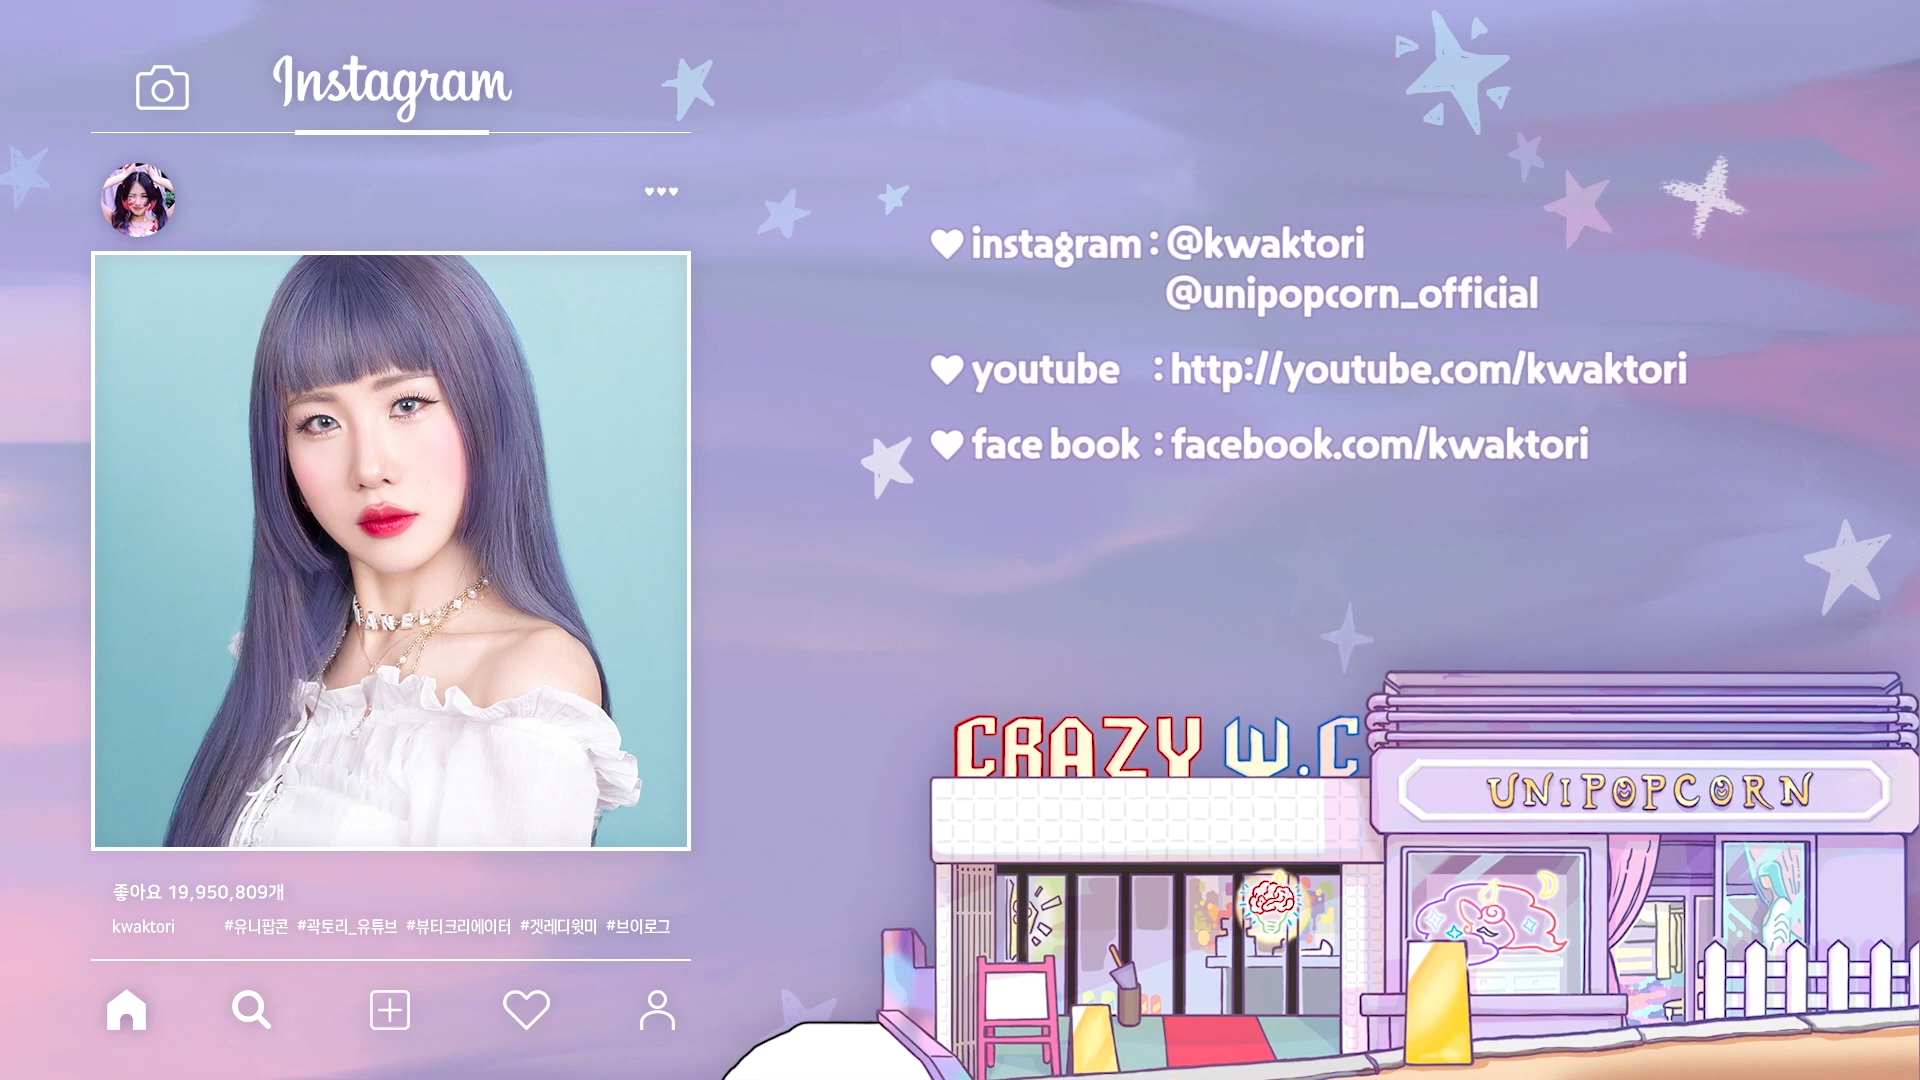 Instagram
instagram : @kwaktori
@unipopcorn_official
youtube : http://youtube.com/kwaktori
face book : facebook.com/kwaktori
좋아요 19,950,809개
kwaktori #유니팝콘 #곽토리_유튜브 #뷰티크리에이터 #겟레디윗미 #브이로그
CRAZY W.C
UNIPOPCORN